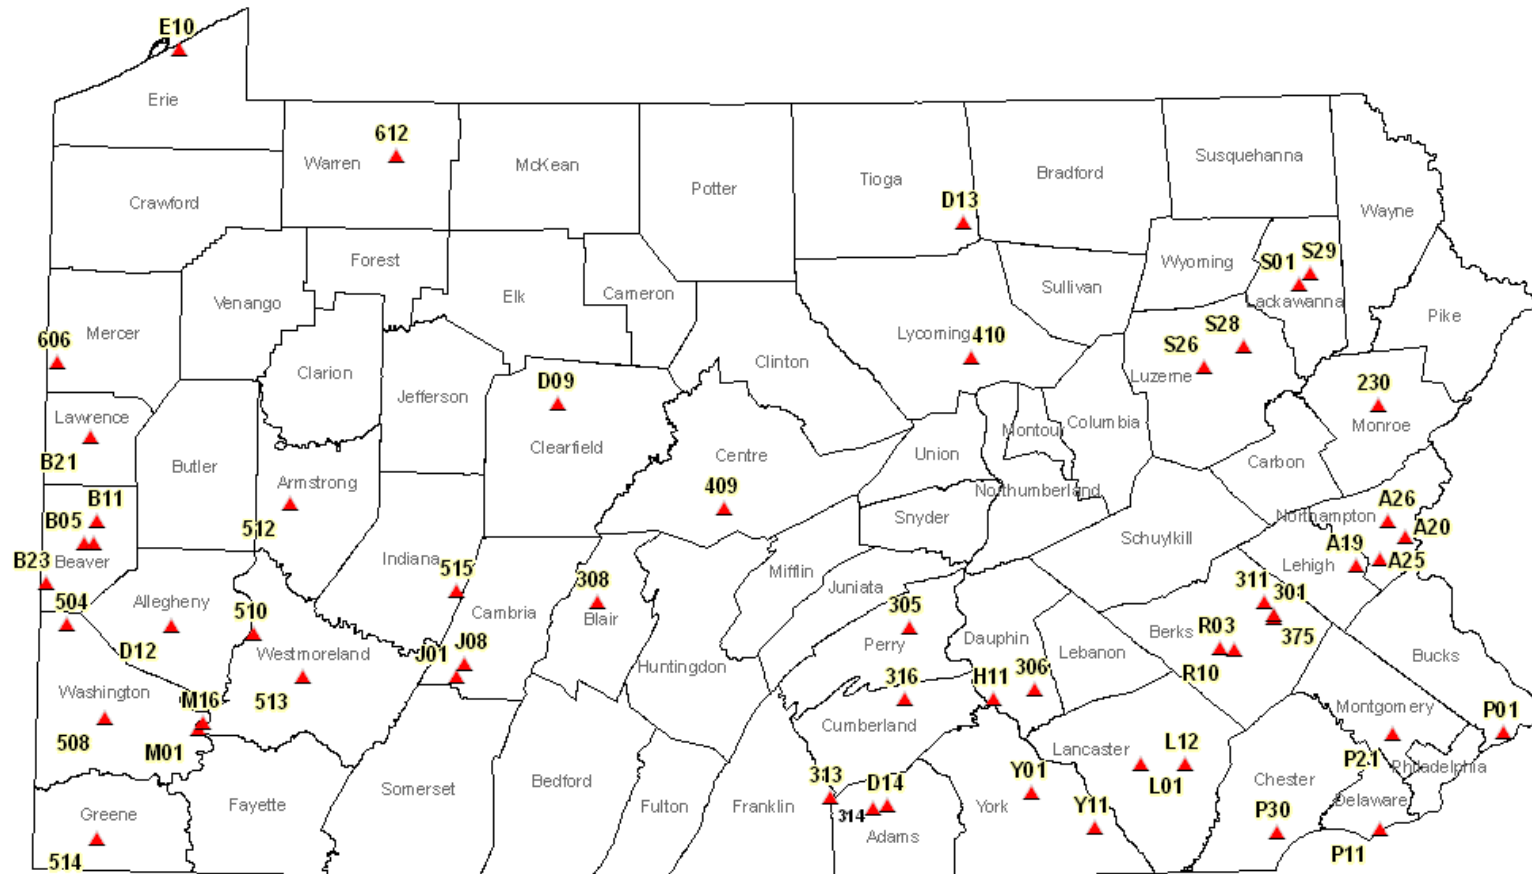 E10
Erie
612
Warren
McKean
Potter
Tioga
D13
Bradford
Susquehanna
Wayne
Crawford
Forest
Venango
Elk
Cameron
Sullivan
Wyoming
S01
S29
Lackawanna
Pike
Mercer
606
Clarion
Jefferson
D09
Clearfield
Clinton
Lycoming
410
S28
S26
Luzerne
230
Monroe
Lawrence
B21
Butler
Armstrong
512
Centre
409
Union
Montour
Columbia
Northumberland
Snyder
Carbon
B11
B05
Beaver
B23
Indiana
515
308
Blair
Cambria
Mifflin
Juniata
Schuylkill
Northampton
A26
A20
A19
A25
Lehigh
504
Allegheny
510
D12
Westmoreland
J01
J08
Huntingdon
305
Perry
Dauphin
Lebanon
311
301
375
Berks
R03
R10
Bucks
Washington
508
M16
M01
513
316
Cumberland
H11
306
Montgomery
P01
P21
Philadelphia
Greene
514
Fayette
Somerset
Bedford
Fulton
Franklin
313
314
D14
Adams
York
Y01
Y11
Lancaster
L12
L01
Chester
P30
Delaware
P11